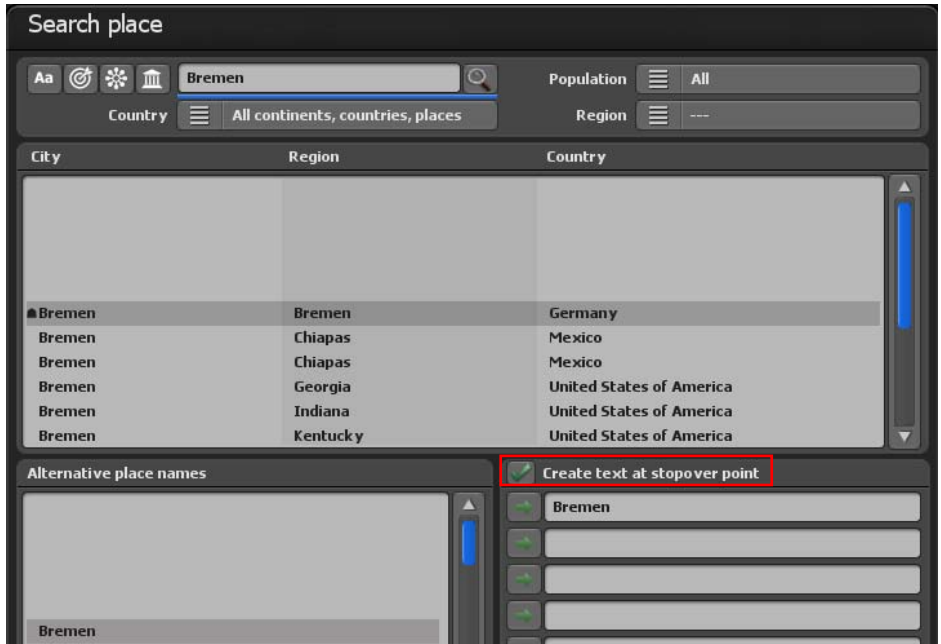 Search place
Aa Bremen Population All
Country All continents, countries, places Region ---
City Region Country
Bremen Bremen Germany
Bremen Chiapas Mexico
Bremen Chiapas Mexico
Bremen Georgia United States of America
Bremen Indiana United States of America
Bremen Kentucky United States of America
Alternative place names Create text at stopover point
Bremen
Bremen